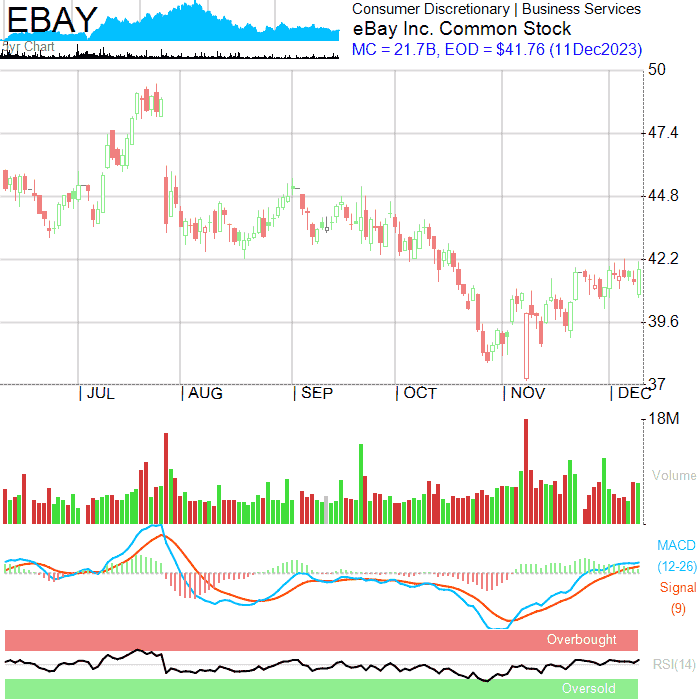 EBAY
5yr Chart
Consumer Discretionary | Business Services
eBay Inc. Common Stock
MC = 21.7B, EOD = $41.76 (11Dec2023)
50
47.4
44.8
42.2
39.6
37
| JUL | AUG | SEP | OCT | NOV | DEC
18M
Volume
MACD
(12-26)
Signal
(9)
Overbought
RSI(14)
Oversold